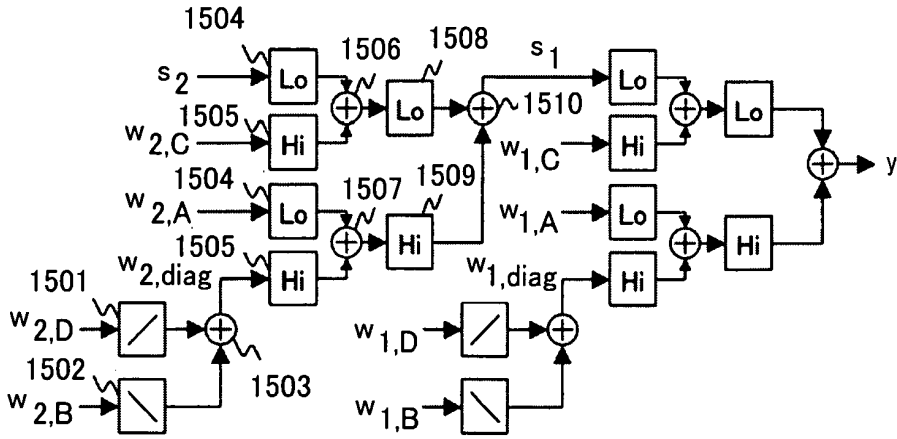 1504
1506
1508
s2
Lo
s1
Lo
1505
Lo
1510
Lo
w2,C
Hi
w1,C
Hi
y
1504
1507
1509
w2,A
Lo
w1,A
Lo
1505
Hi
Hi
w2,diag
Hi
w1,diag
Hi
1501
w2,D
w1,D
1502
1503
w2,B
w1,B